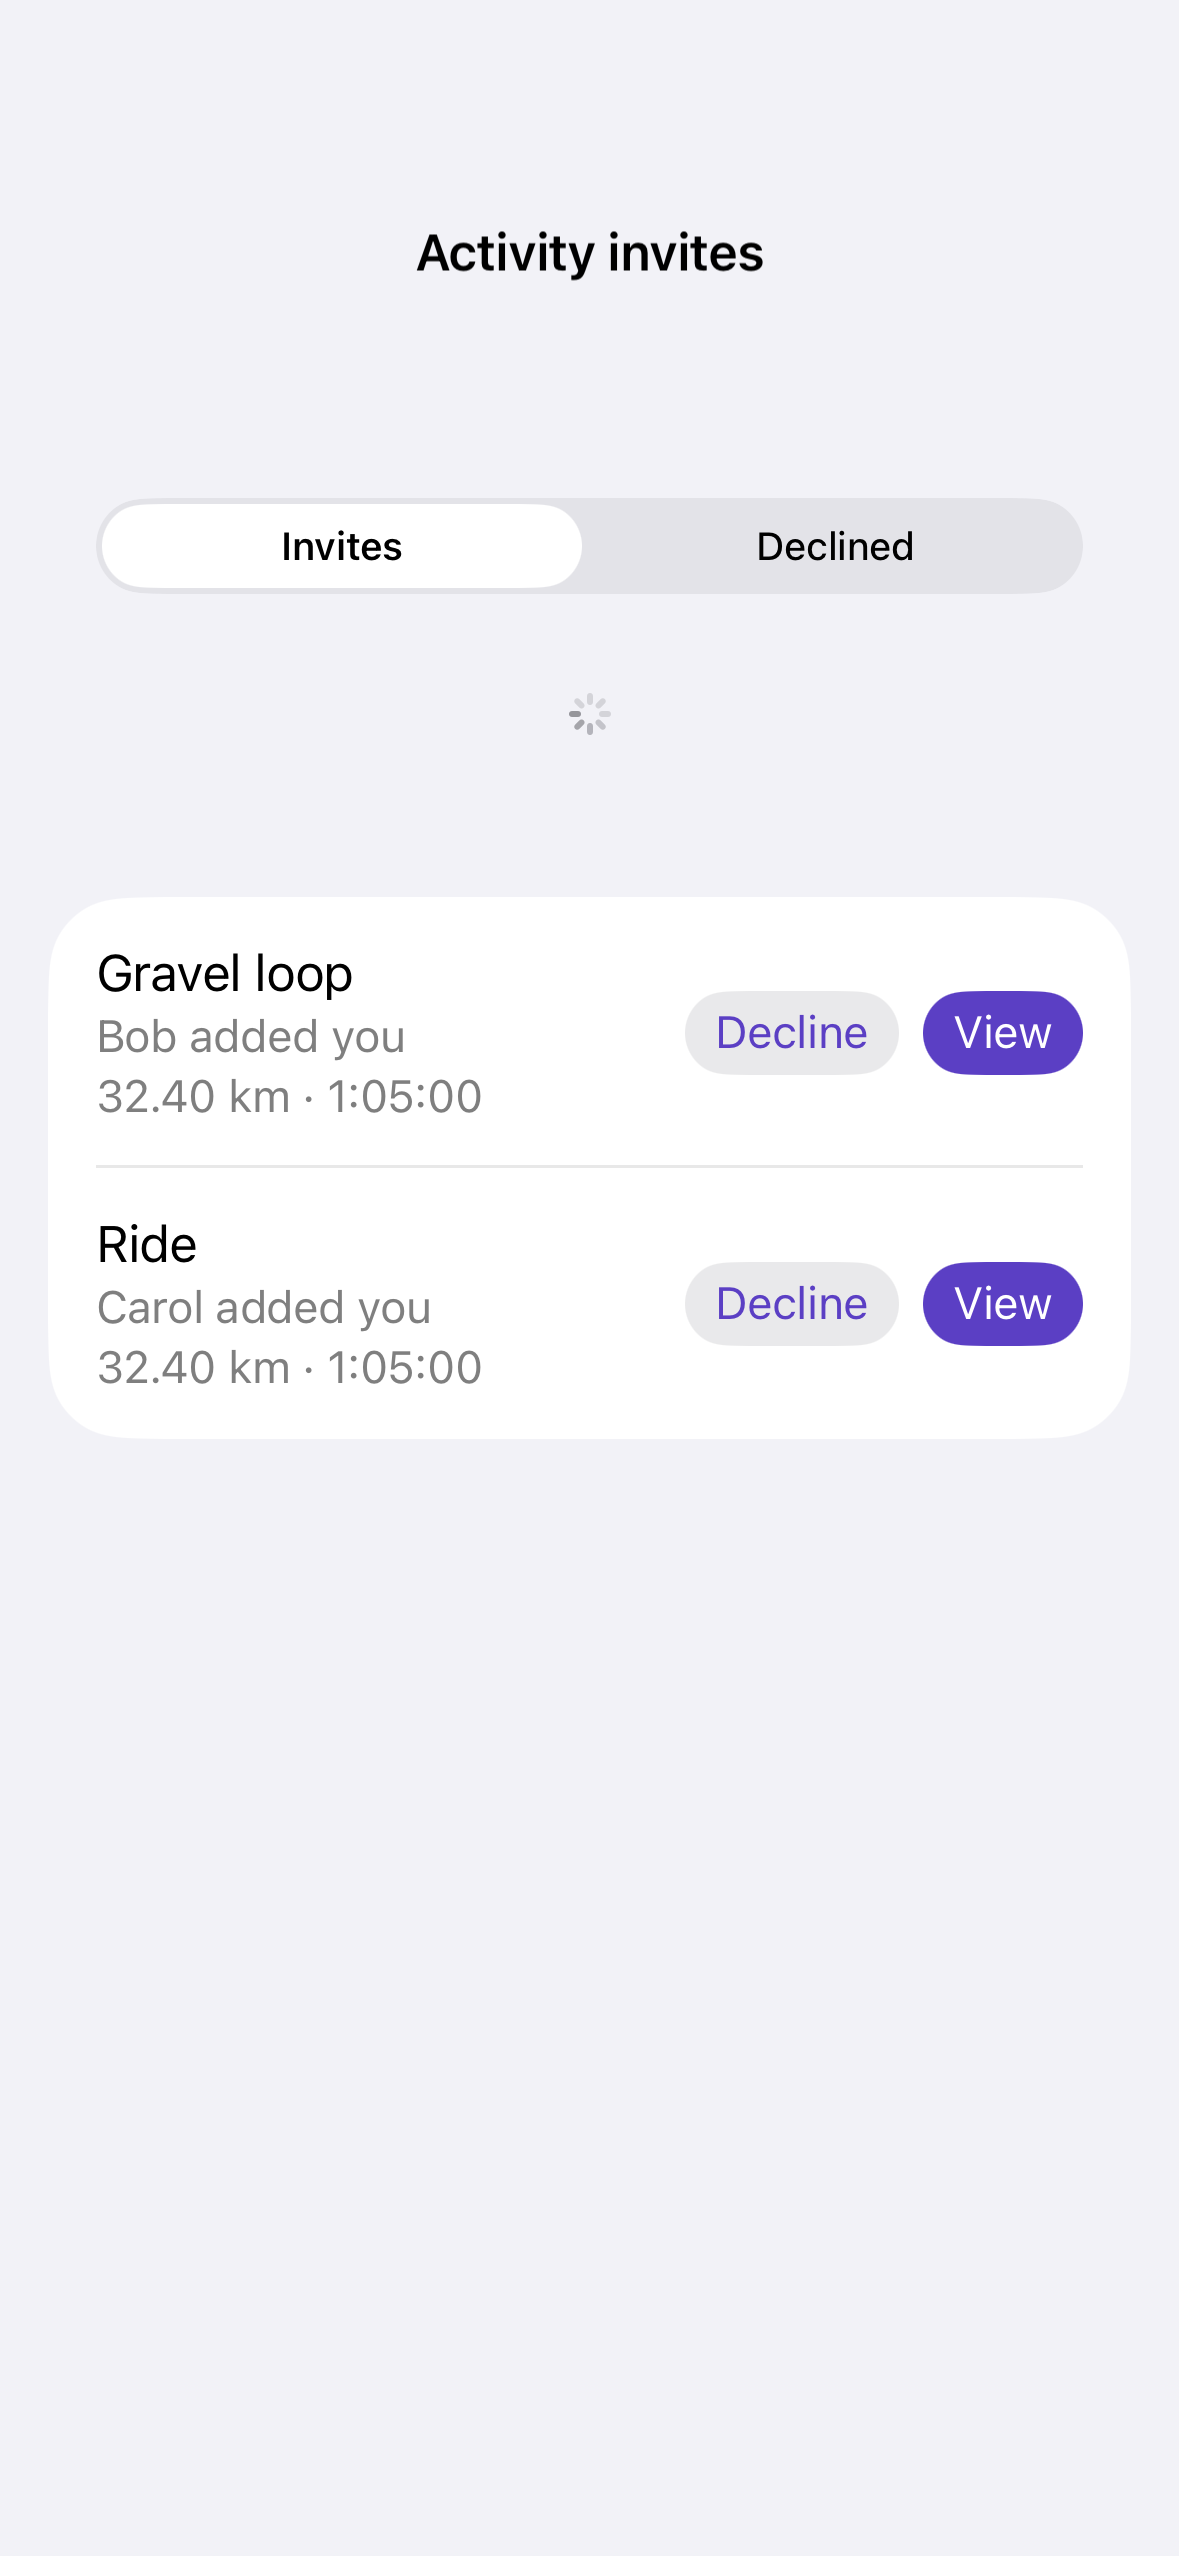 Activity invites
Invites
Declined
Gravel loop
Bob added you
32.40 km · 1:05:00
Decline
View
Ride
Carol added you
32.40 km · 1:05:00
Decline
View